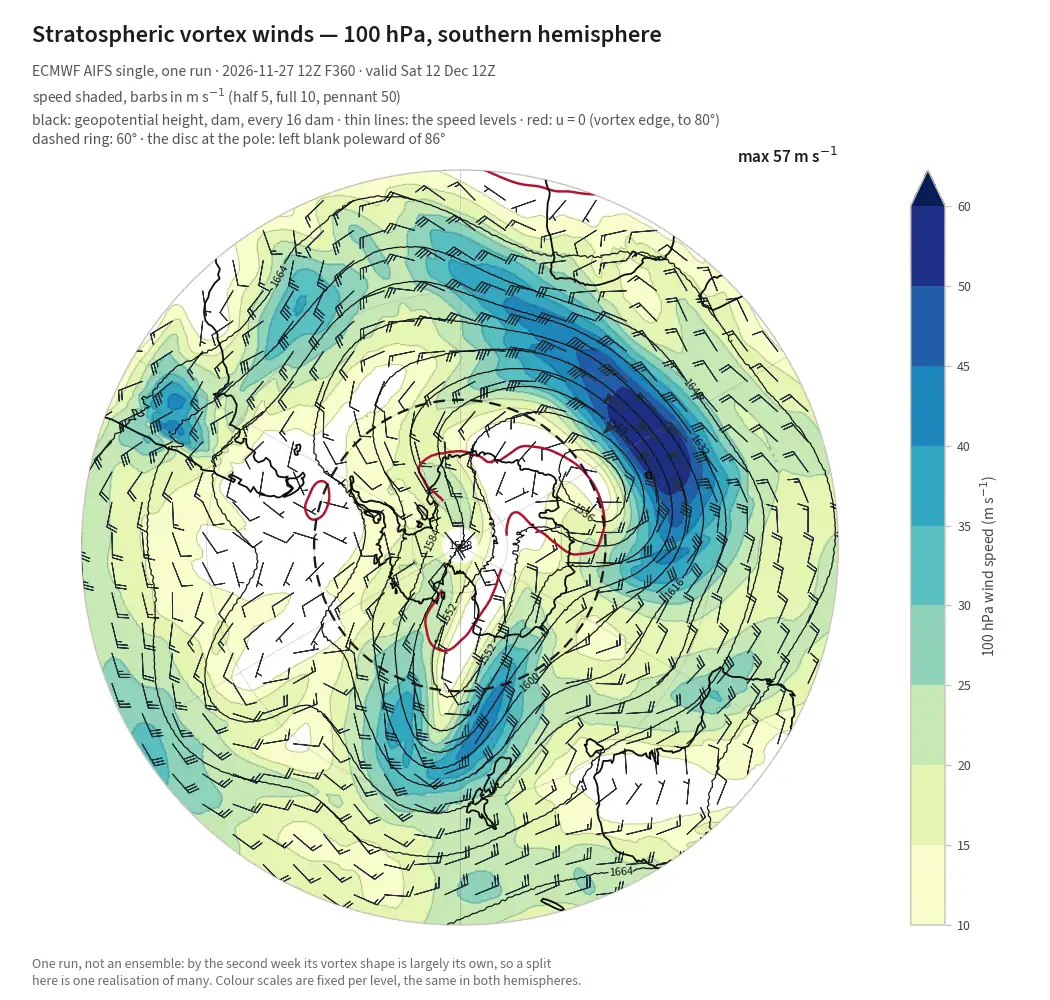 Stratospheric vortex winds — 100 hPa, southern hemisphere
ECMWF AIFS single, one run · 2026-11-27 12Z F360 · valid Sat 12 Dec 12Z
speed shaded, barbs in m s⁻¹ (half 5, full 10, pennant 50)
black: geopotential height, dam, every 16 dam · thin lines: the speed levels · red: u = 0 (vortex edge, to 80°)
dashed ring: 60° · the disc at the pole: left blank poleward of 86°
max 57 m s⁻¹
60
50
45
40
35
30
25
20
15
10
100 hPa wind speed (m s⁻¹)
1664
1648
1632
1616
1600
1552
1552
1664
One run, not an ensemble: by the second week its vortex shape is largely its own, so a split
here is one realisation of many. Colour scales are fixed per level, the same in both hemispheres.